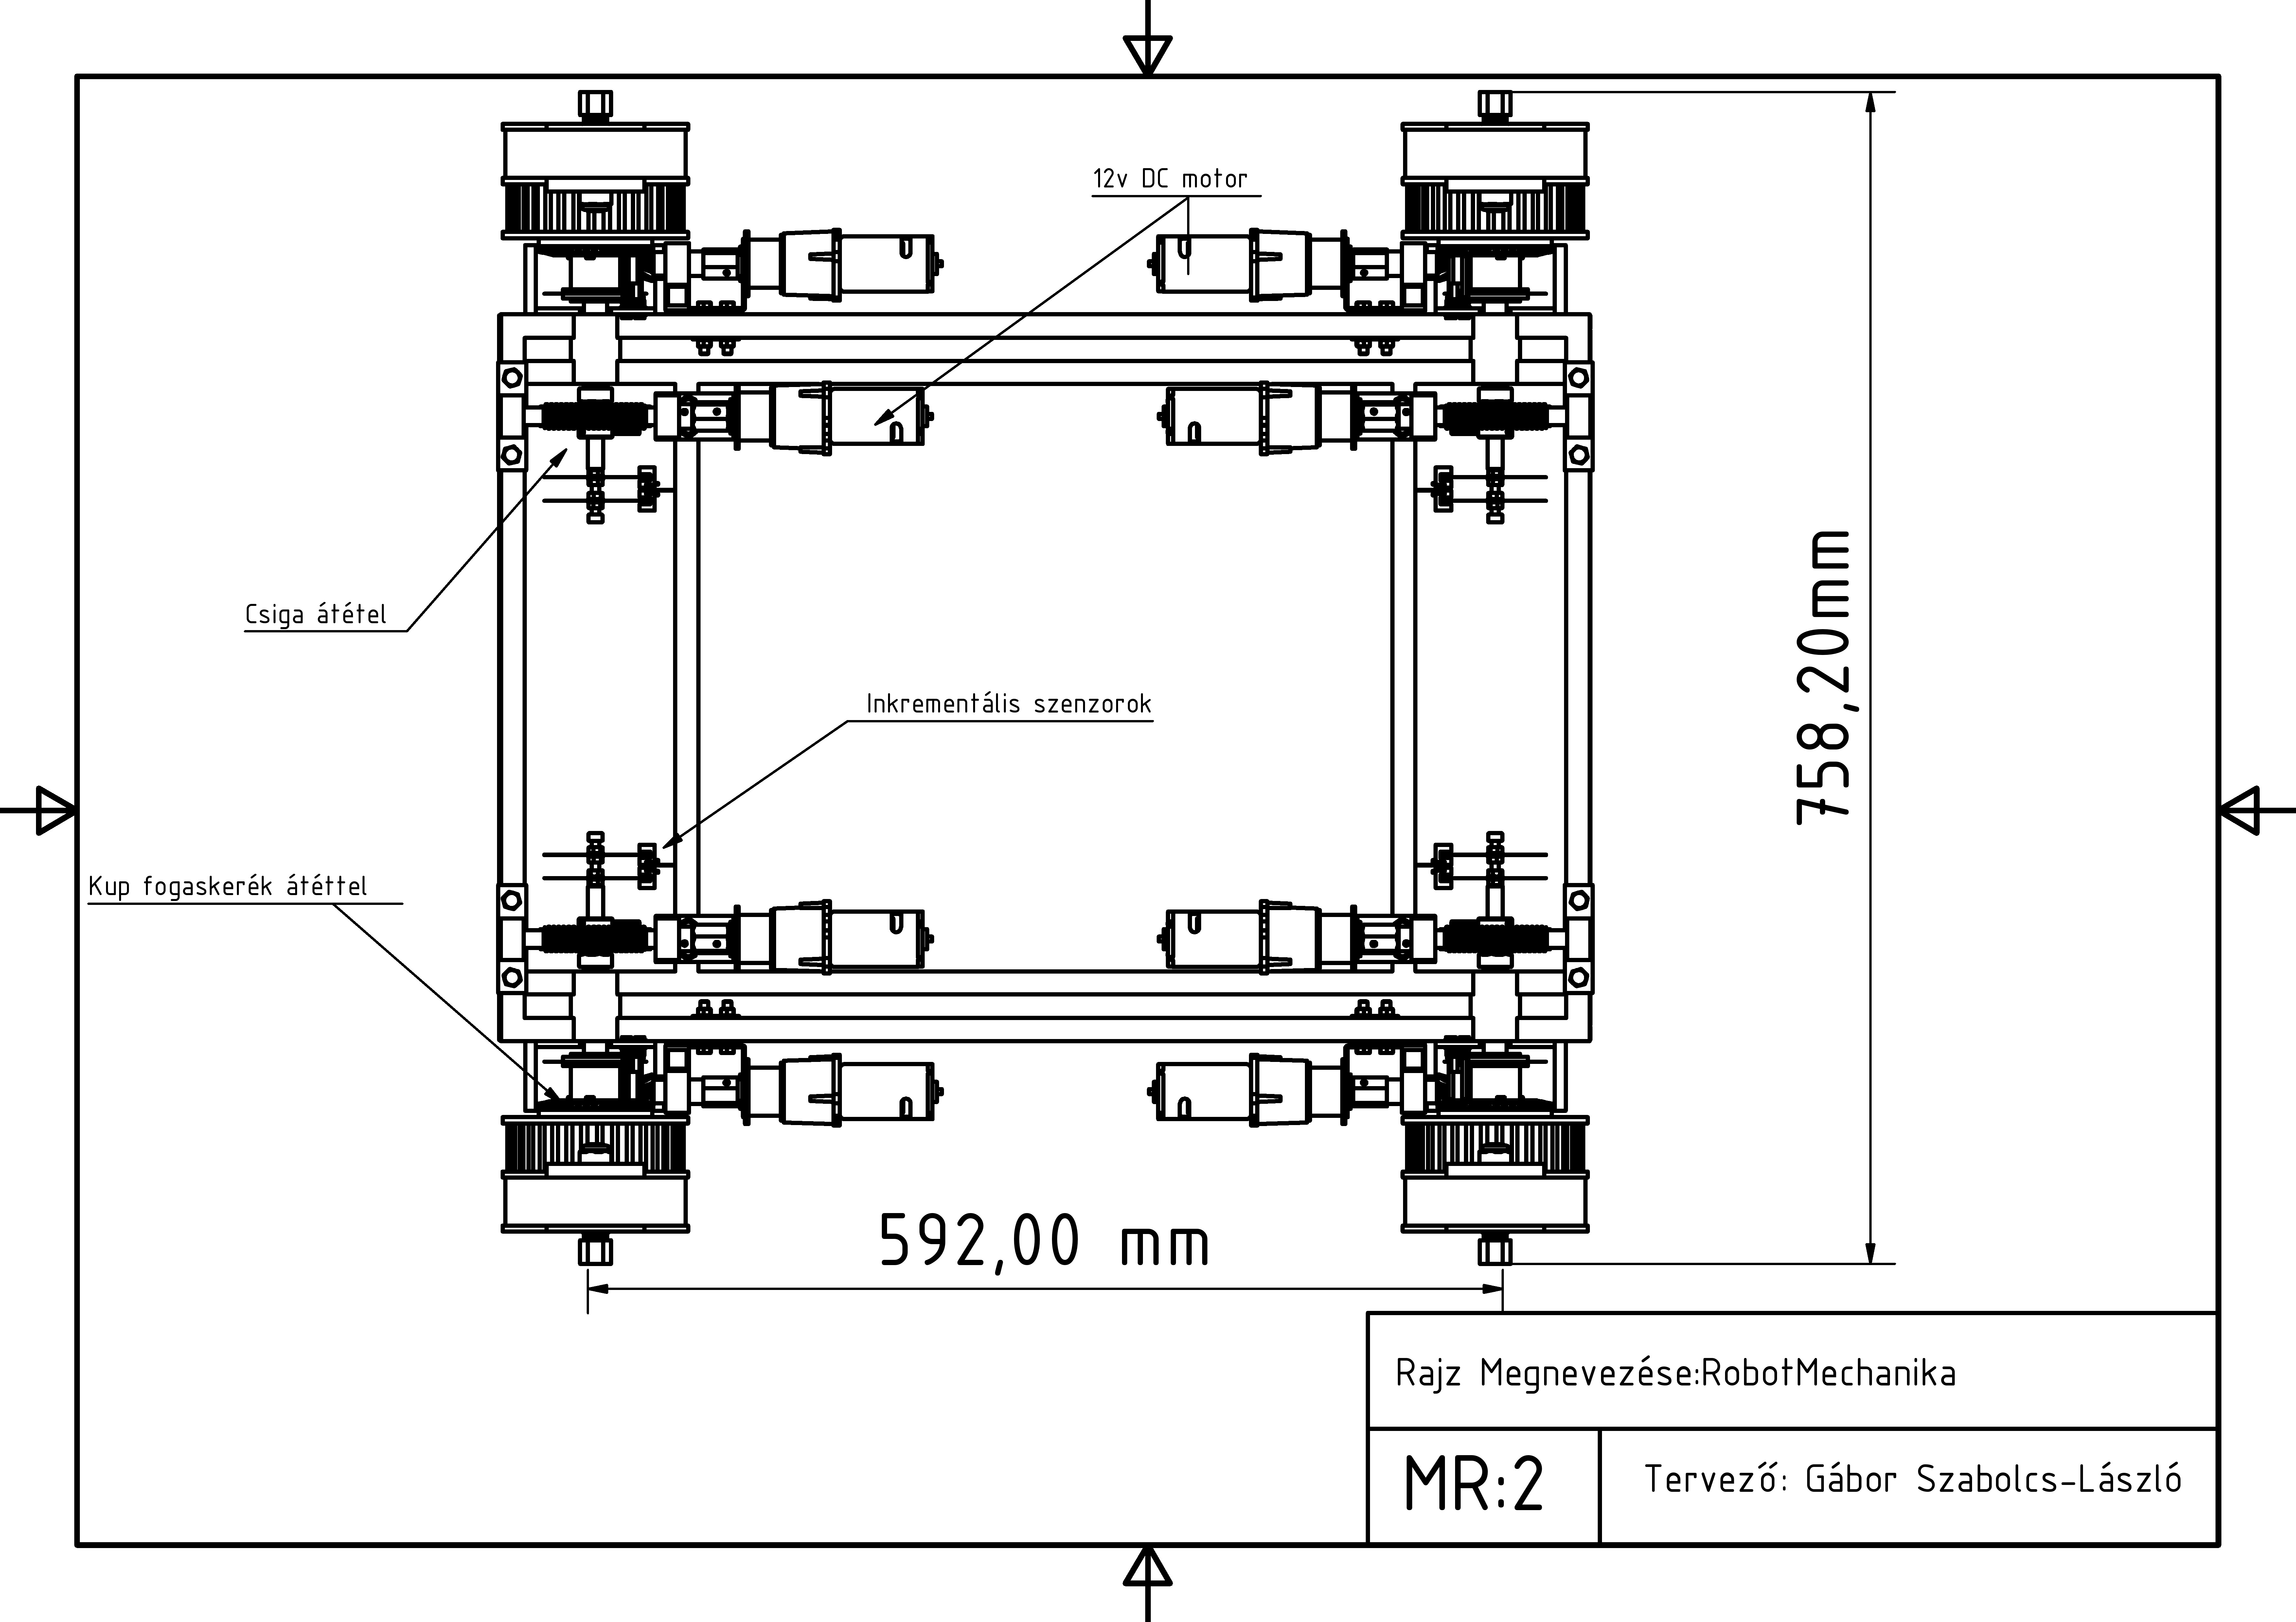 12v DC motor
Csiga átétel
Inkrementális szenzorok
758,20mm
Kup fogaskerék átéttel
592,00 mm
Rajz Megnevezése:RobotMechanika
MR:2
Tervező: Gábor Szabolcs-László